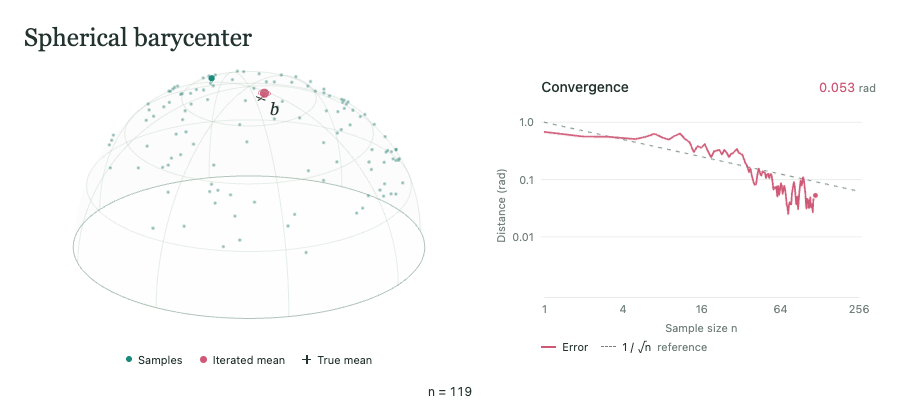 Spherical barycenter
b
Samples
Iterated mean
True mean
Convergence
0.053 rad
Distance (rad)
1.0
0.1
0.01
1
4
16
64
256
Sample size n
Error
1 / √n reference
n = 119